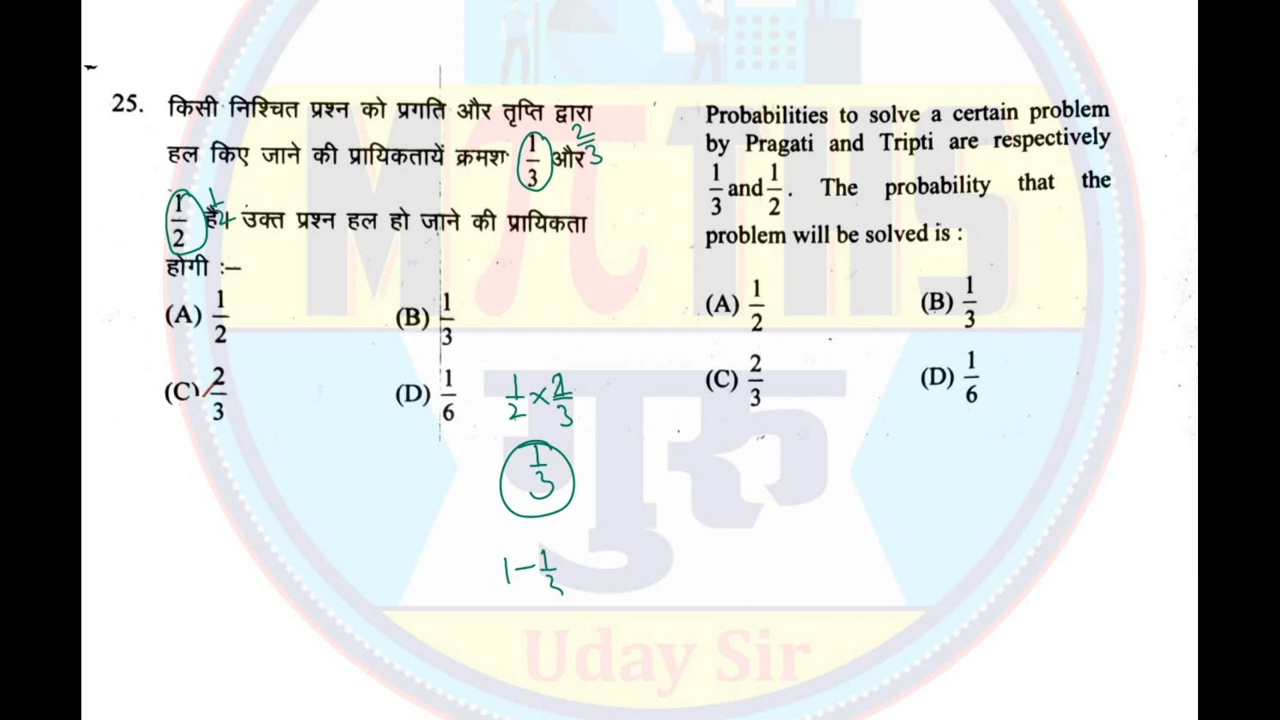 25. किसी निश्चित प्रश्न को प्रगति और तृप्ति द्वारा
हल किए जाने की प्रायिकतायें क्रमशः 1/3 और 2/3
1/2 है। उक्त प्रश्न हल हो जाने की प्रायिकता
होगी :–
(A) 1/2 (B) 1/3
(C) 2/3 (D) 1/6
1/2 × 2/3
1/3
1 – 1/3
Probabilities to solve a certain problem
by Pragati and Tripti are respectively
1/3 and 1/2. The probability that the
problem will be solved is :
(A) 1/2 (B) 1/3
(C) 2/3 (D) 1/6
गुरु
Uday Sir